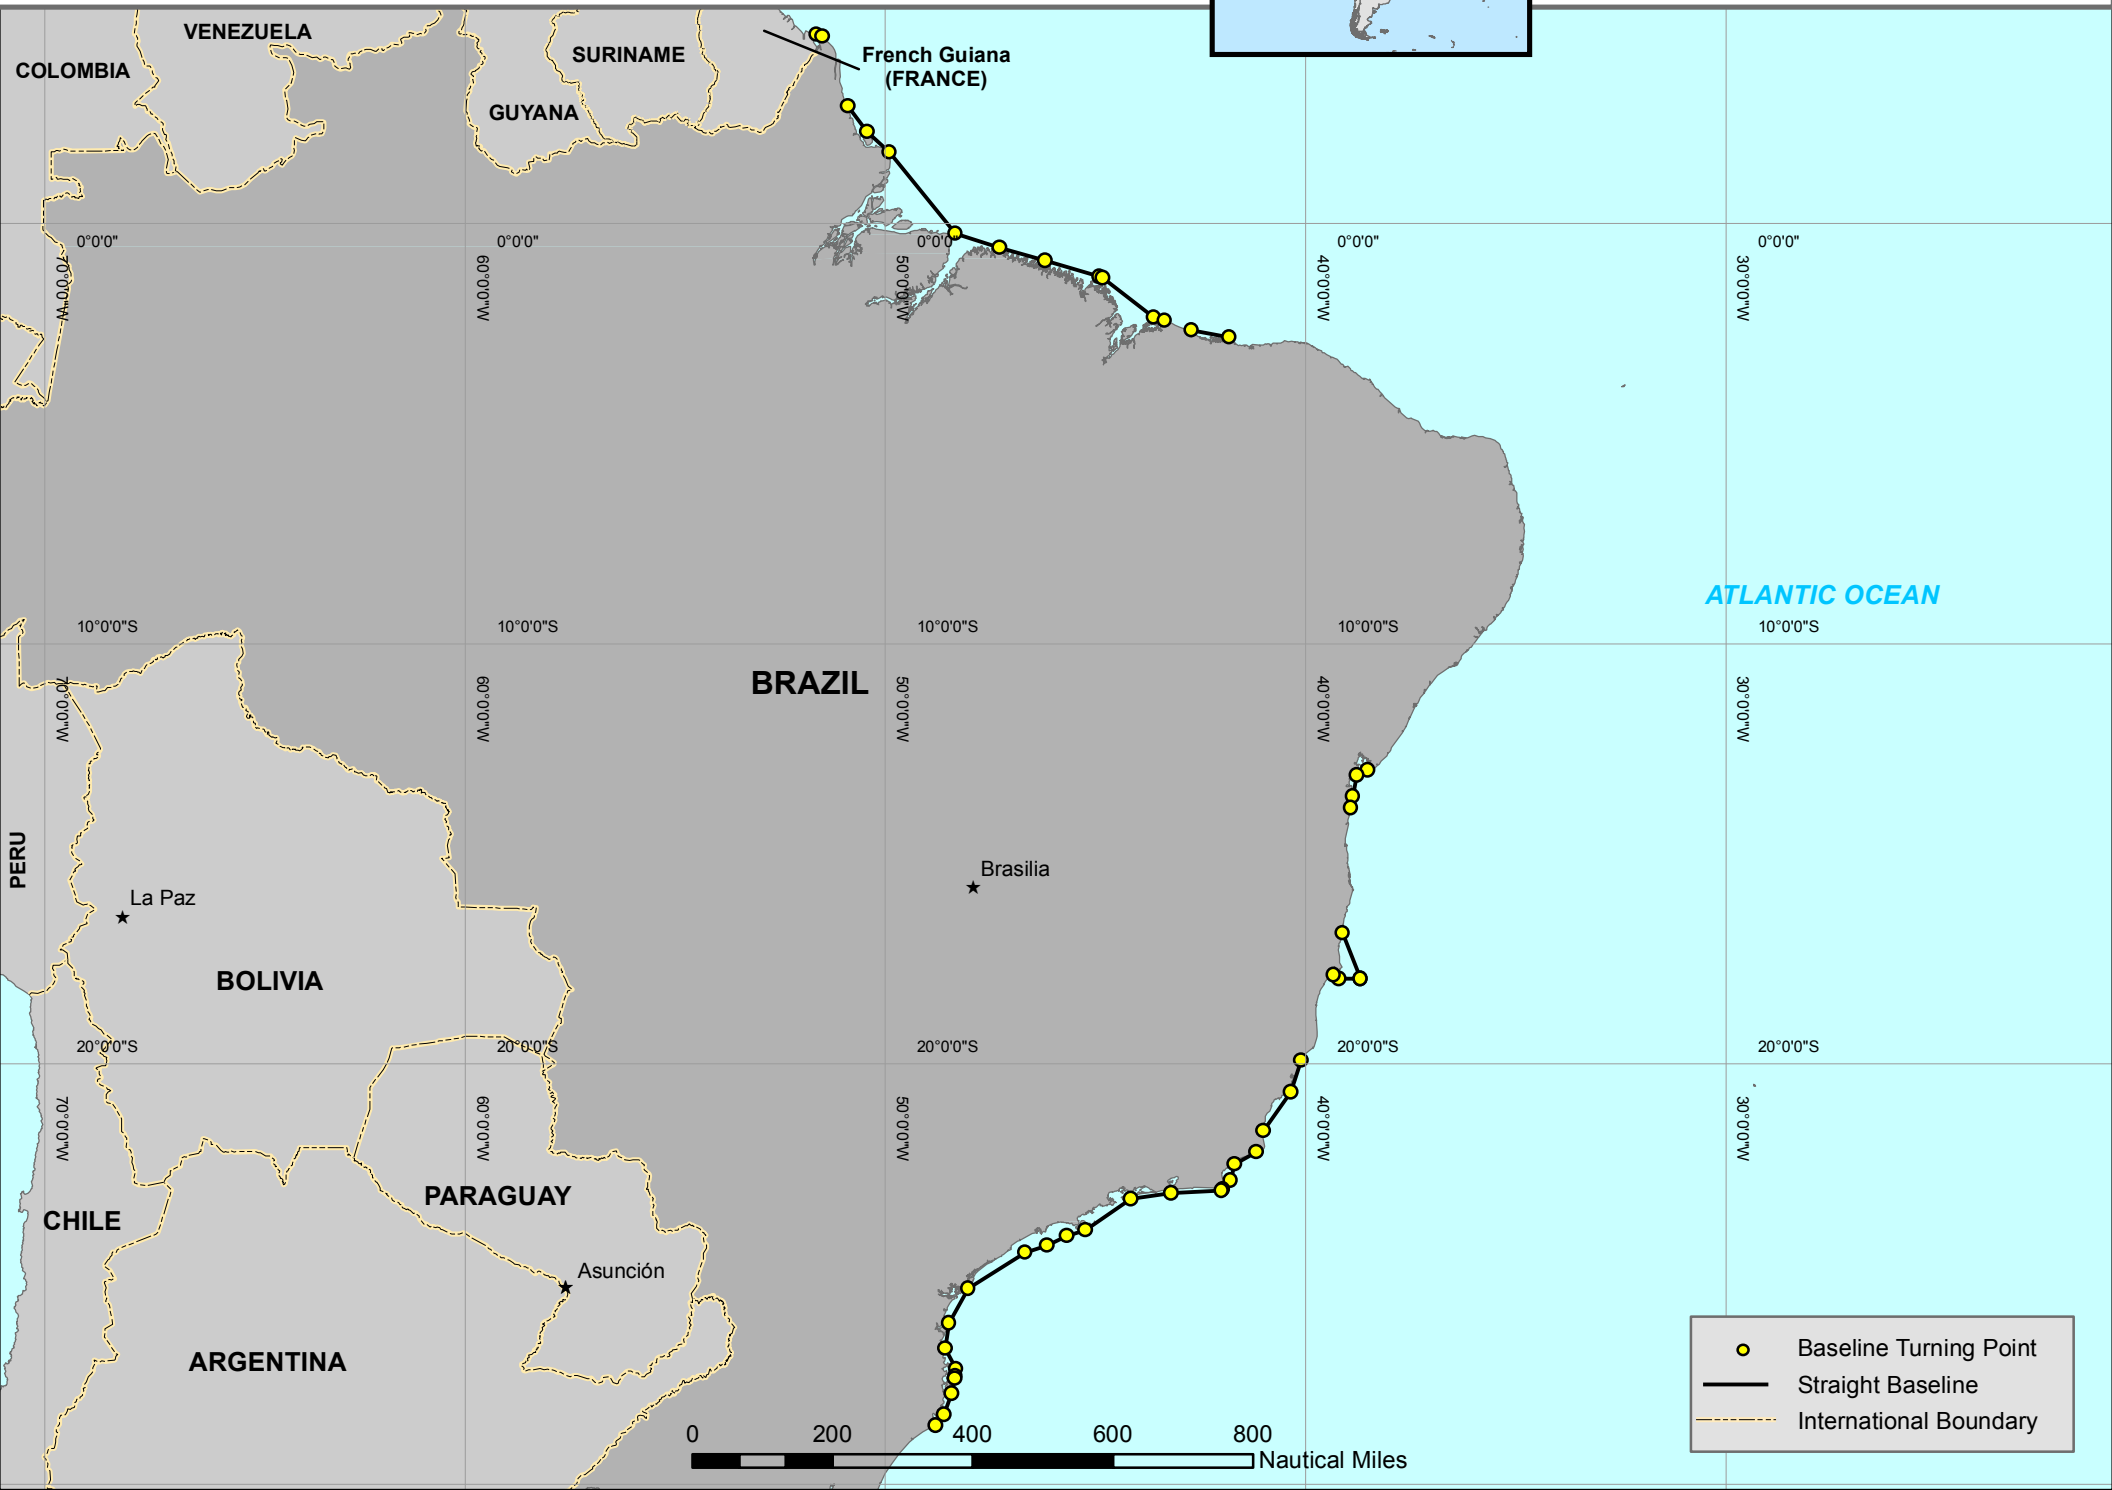 VENEZUELA
COLOMBIA
SURINAME
French Guiana
(FRANCE)
GUYANA
0°0'0"
0°0'0"
0°0'0"
0°0'0"
0°0'0"
70°0'0"W
60°0'0"W
50°0'0"W
40°0'0"W
30°0'0"W
ATLANTIC OCEAN
10°0'0"S
10°0'0"S
10°0'0"S
10°0'0"S
10°0'0"S
BRAZIL
70°0'0"W
60°0'0"W
50°0'0"W
40°0'0"W
30°0'0"W
PERU
Brasilia
La Paz
BOLIVIA
20°0'0"S
20°0'0"S
20°0'0"S
20°0'0"S
20°0'0"S
70°0'0"W
60°0'0"W
50°0'0"W
40°0'0"W
30°0'0"W
PARAGUAY
CHILE
Asunción
ARGENTINA
Baseline Turning Point
Straight Baseline
International Boundary
0 200 400 600 800
Nautical Miles